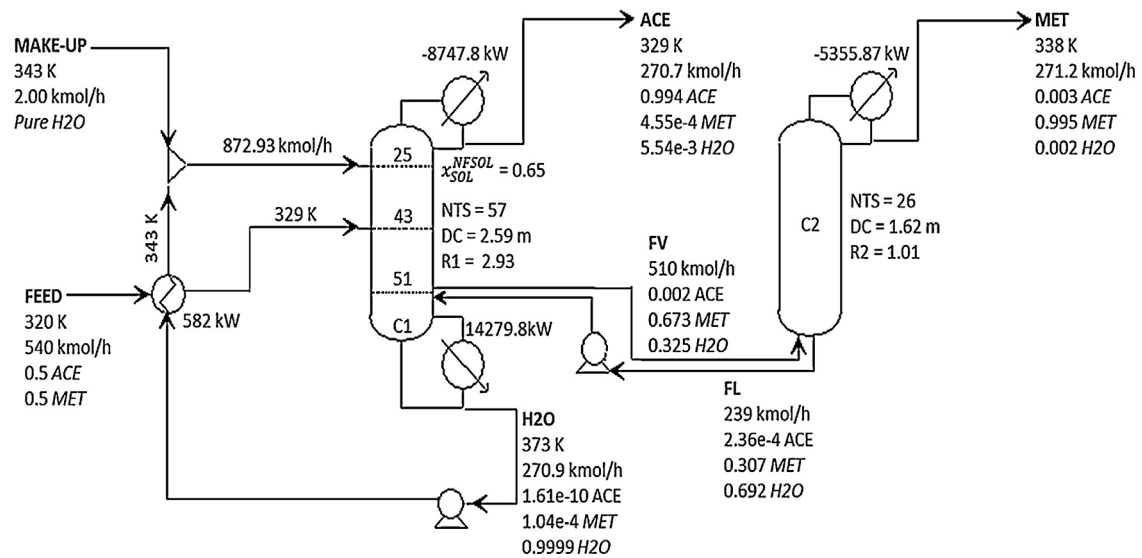 MAKE-UP
343 K
2.00 kmol/h
Pure H2O
872.93 kmol/h
343 K
329 K
FEED
320 K
540 kmol/h
0.5 ACE
0.5 MET
582 kW
-8747.8 kW
25
43
51
C1
x_SOL^NFSOL = 0.65
NTS = 57
DC = 2.59 m
R1 = 2.93
14279.8kW
H2O
373 K
270.9 kmol/h
1.61e-10 ACE
1.04e-4 MET
0.9999 H2O
ACE
329 K
270.7 kmol/h
0.994 ACE
4.55e-4 MET
5.54e-3 H2O
FV
510 kmol/h
0.002 ACE
0.673 MET
0.325 H2O
FL
239 kmol/h
2.36e-4 ACE
0.307 MET
0.692 H2O
-5355.87 kW
C2
NTS = 26
DC = 1.62 m
R2 = 1.01
MET
338 K
271.2 kmol/h
0.003 ACE
0.995 MET
0.002 H2O